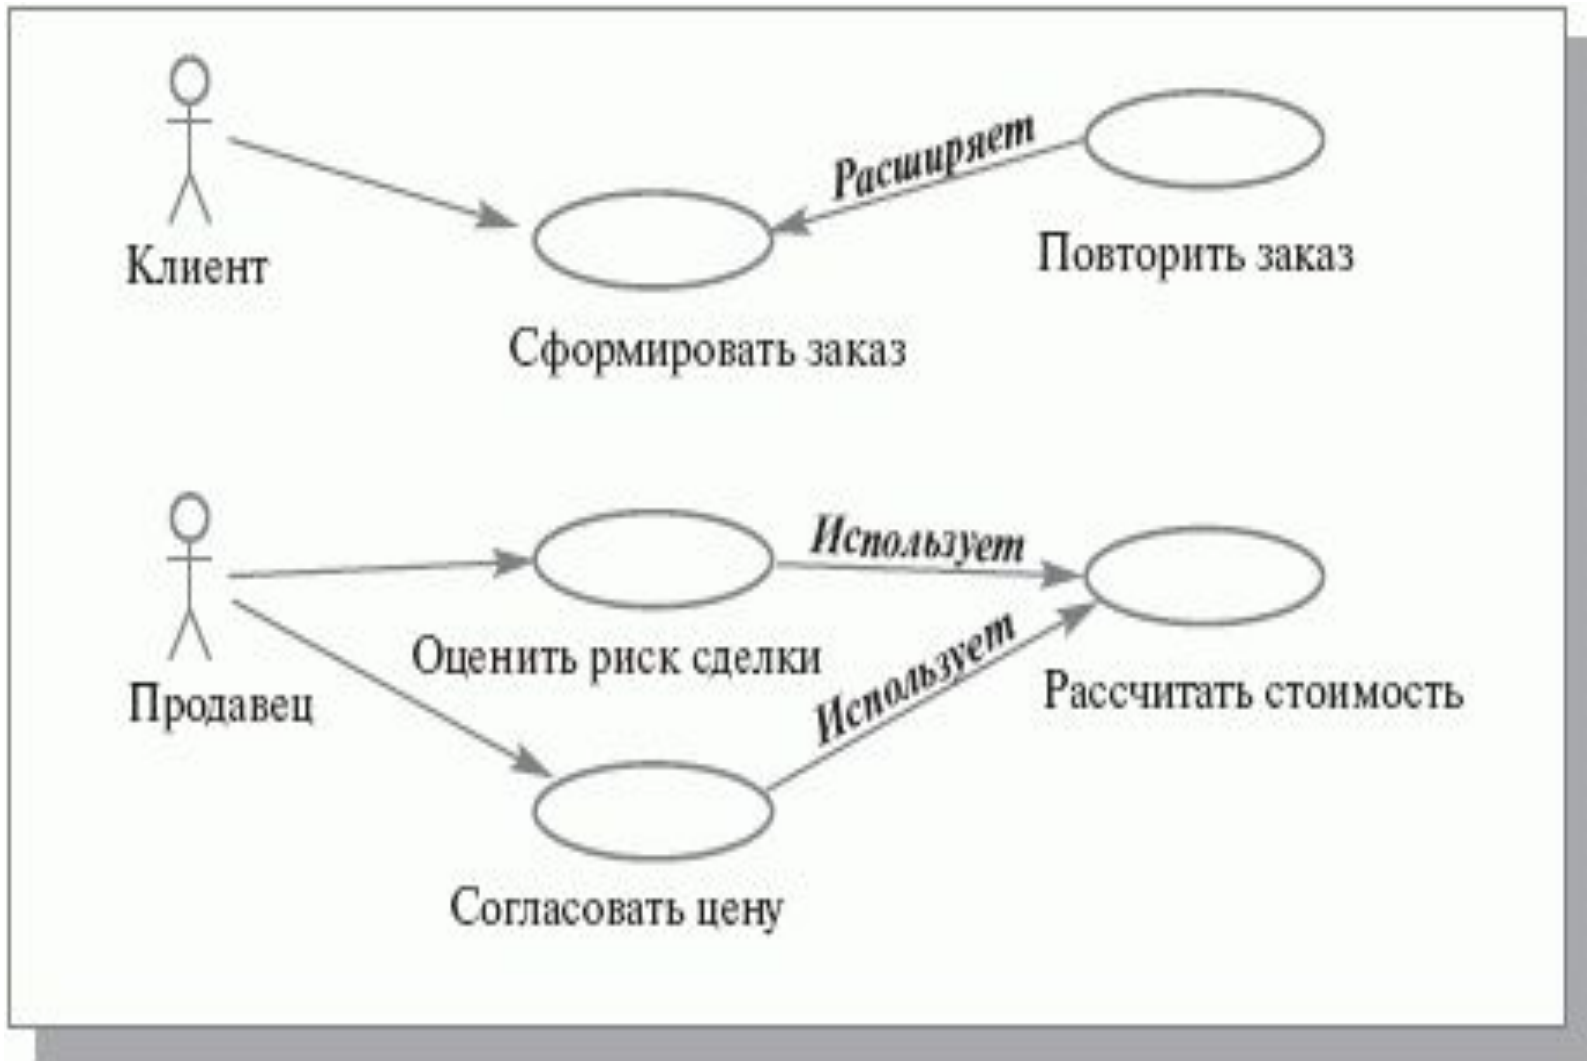 Расширяет
Клиент
Повторить заказ
Сформировать заказ
Использует
Оценить риск сделки
Использует
Продавец
Рассчитать стоимость
Согласовать цену